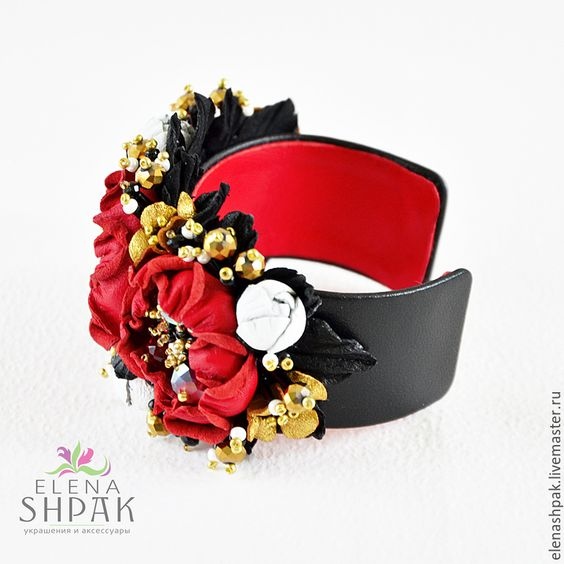 ELENA
SHPAK
украшения и аксессуары
elenashpak.livemaster.ru